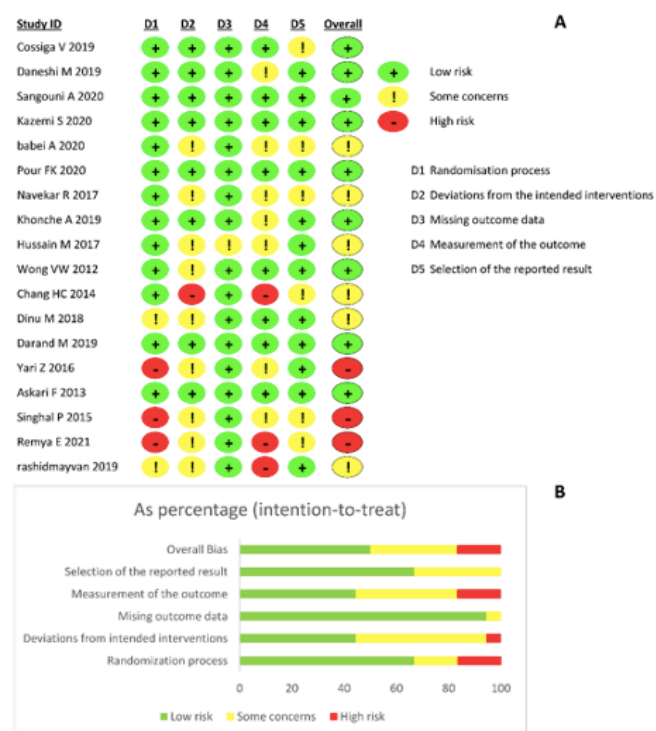 A
Study ID D1 D2 D3 D4 D5 Overall
Cossiga V 2019 + + + + ! +
Daneshi M 2019 + + + ! + +
Sangouni A 2020 + + + + + +
Kazemi S 2020 + + + + + +
babei A 2020 + ! + ! ! !
Pour FK 2020 + + + + + +
Navekar R 2017 + ! + ! ! !
Khonche A 2019 + + + ! + +
Hussain M 2017 + ! ! ! + !
Wong VW 2012 + ! + + + +
Chang HC 2014 + - + - ! !
Dinu M 2018 ! ! + + + !
Darand M 2019 + + + + + +
Yari Z 2016 - ! + ! + -
Askari F 2013 + + + + + +
Singhal P 2015 - ! + ! ! -
Remya E 2021 - ! + - ! -
rashidmayvan 2019 ! ! + - + !
+ Low risk
! Some concerns
- High risk
D1 Randomisation process
D2 Deviations from the intended interventions
D3 Missing outcome data
D4 Measurement of the outcome
D5 Selection of the reported result
B
As percentage (intention-to-treat)
Overall Bias
Selection of the reported result
Measurement of the outcome
Mising outcome data
Deviations from intended interventions
Randomization process
0 20 40 60 80 100
Low risk Some concerns High risk